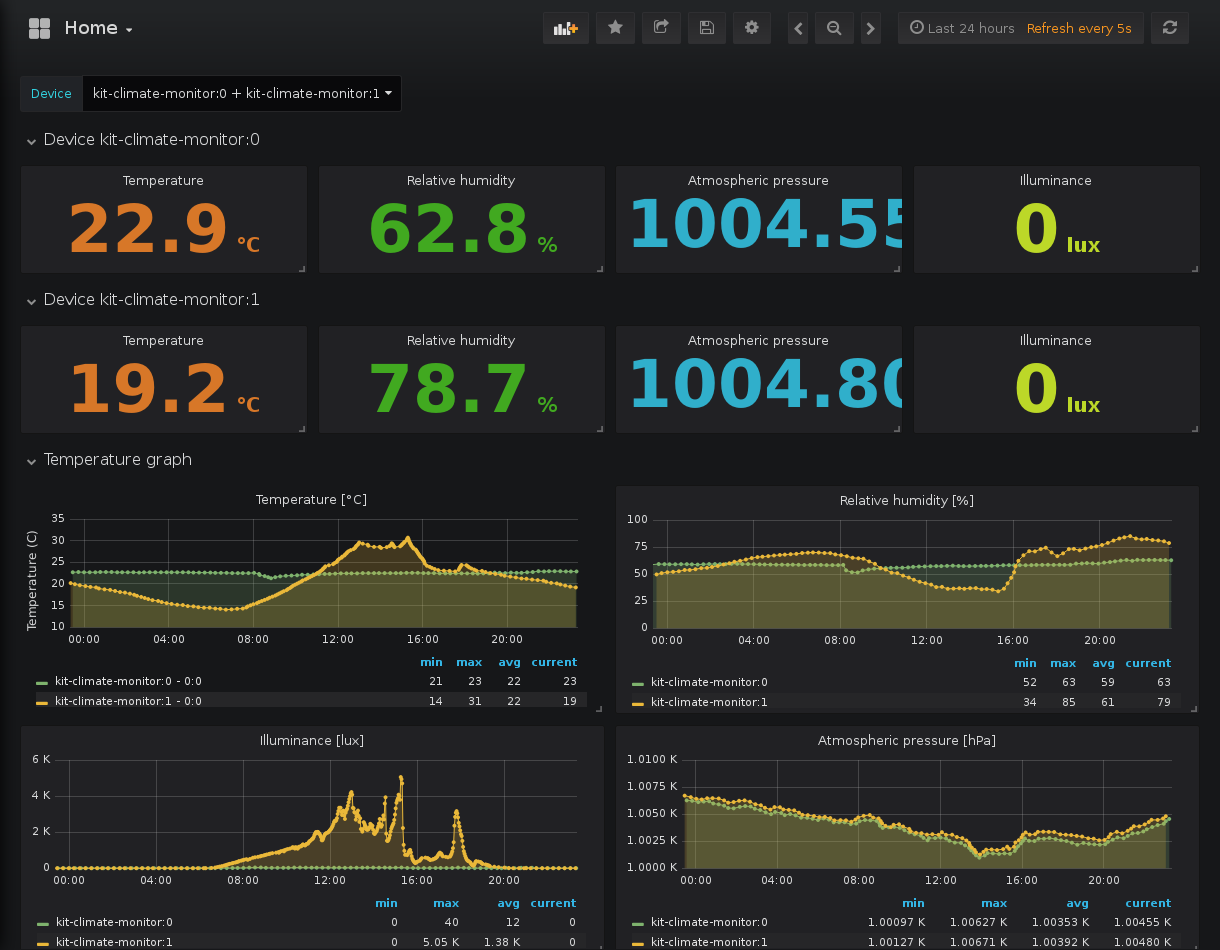 Home
Last 24 hours Refresh every 5s
Device kit-climate-monitor:0 + kit-climate-monitor:1
Device kit-climate-monitor:0
Temperature Relative humidity Atmospheric pressure Illuminance
22.9 °C 62.8 % 1004.55 0 lux
Device kit-climate-monitor:1
Temperature Relative humidity Atmospheric pressure Illuminance
19.2 °C 78.7 % 1004.80 0 lux
Temperature graph
Temperature [°C]
Temperature (C)
35
30
25
20
15
10
00:00 04:00 08:00 12:00 16:00 20:00
min max avg current
kit-climate-monitor:0 - 0:0 21 23 22 23
kit-climate-monitor:1 - 0:0 14 31 22 19
Relative humidity [%]
100
75
50
25
0
00:00 04:00 08:00 12:00 16:00 20:00
min max avg current
kit-climate-monitor:0 52 63 59 63
kit-climate-monitor:1 34 85 61 79
Illuminance [lux]
6 K
4 K
2 K
0
00:00 04:00 08:00 12:00 16:00 20:00
min max avg current
kit-climate-monitor:0 0 40 12 0
kit-climate-monitor:1 0 5.05 K 1.38 K 0
Atmospheric pressure [hPa]
1.0100 K
1.0075 K
1.0050 K
1.0025 K
1.0000 K
00:00 04:00 08:00 12:00 16:00 20:00
min max avg current
kit-climate-monitor:0 1.00097 K 1.00627 K 1.00353 K 1.00455 K
kit-climate-monitor:1 1.00127 K 1.00671 K 1.00392 K 1.00480 K